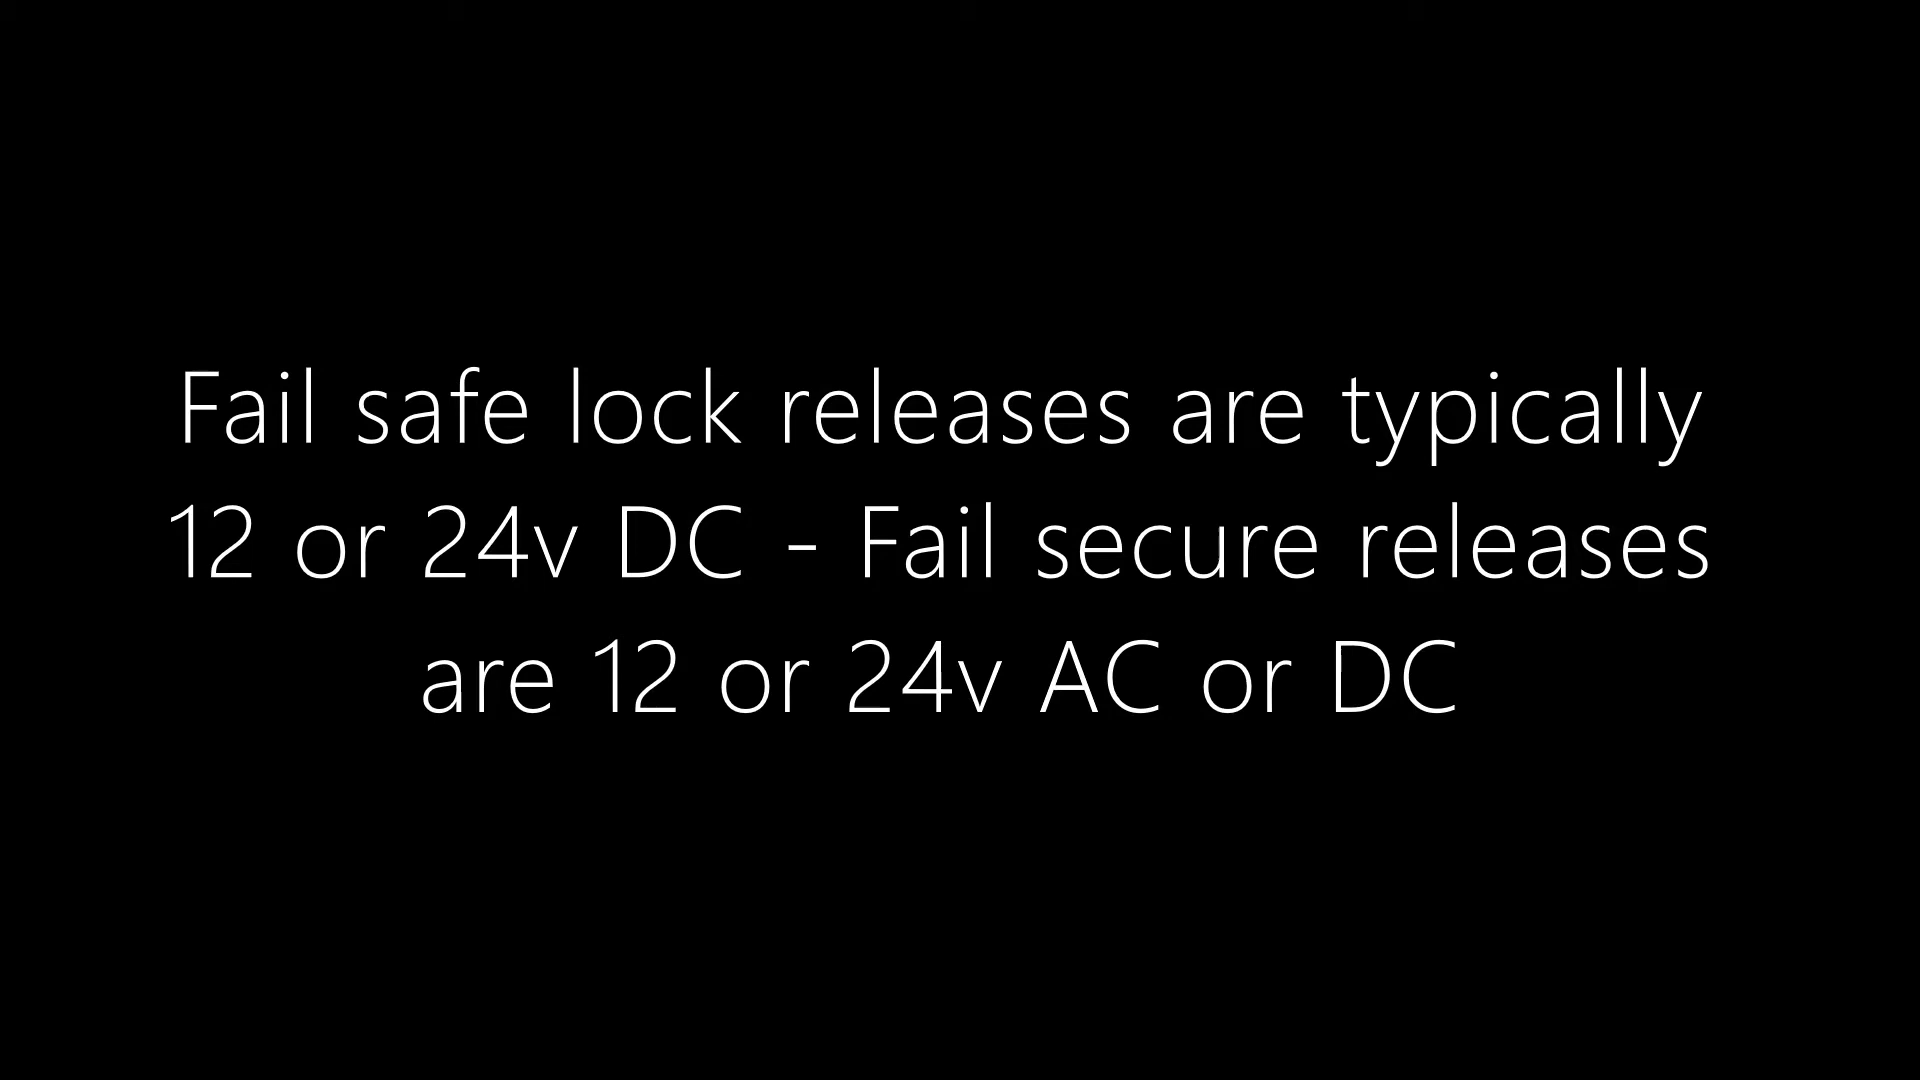 Fail safe lock releases are typically
12 or 24v DC - Fail secure releases
are 12 or 24v AC or DC